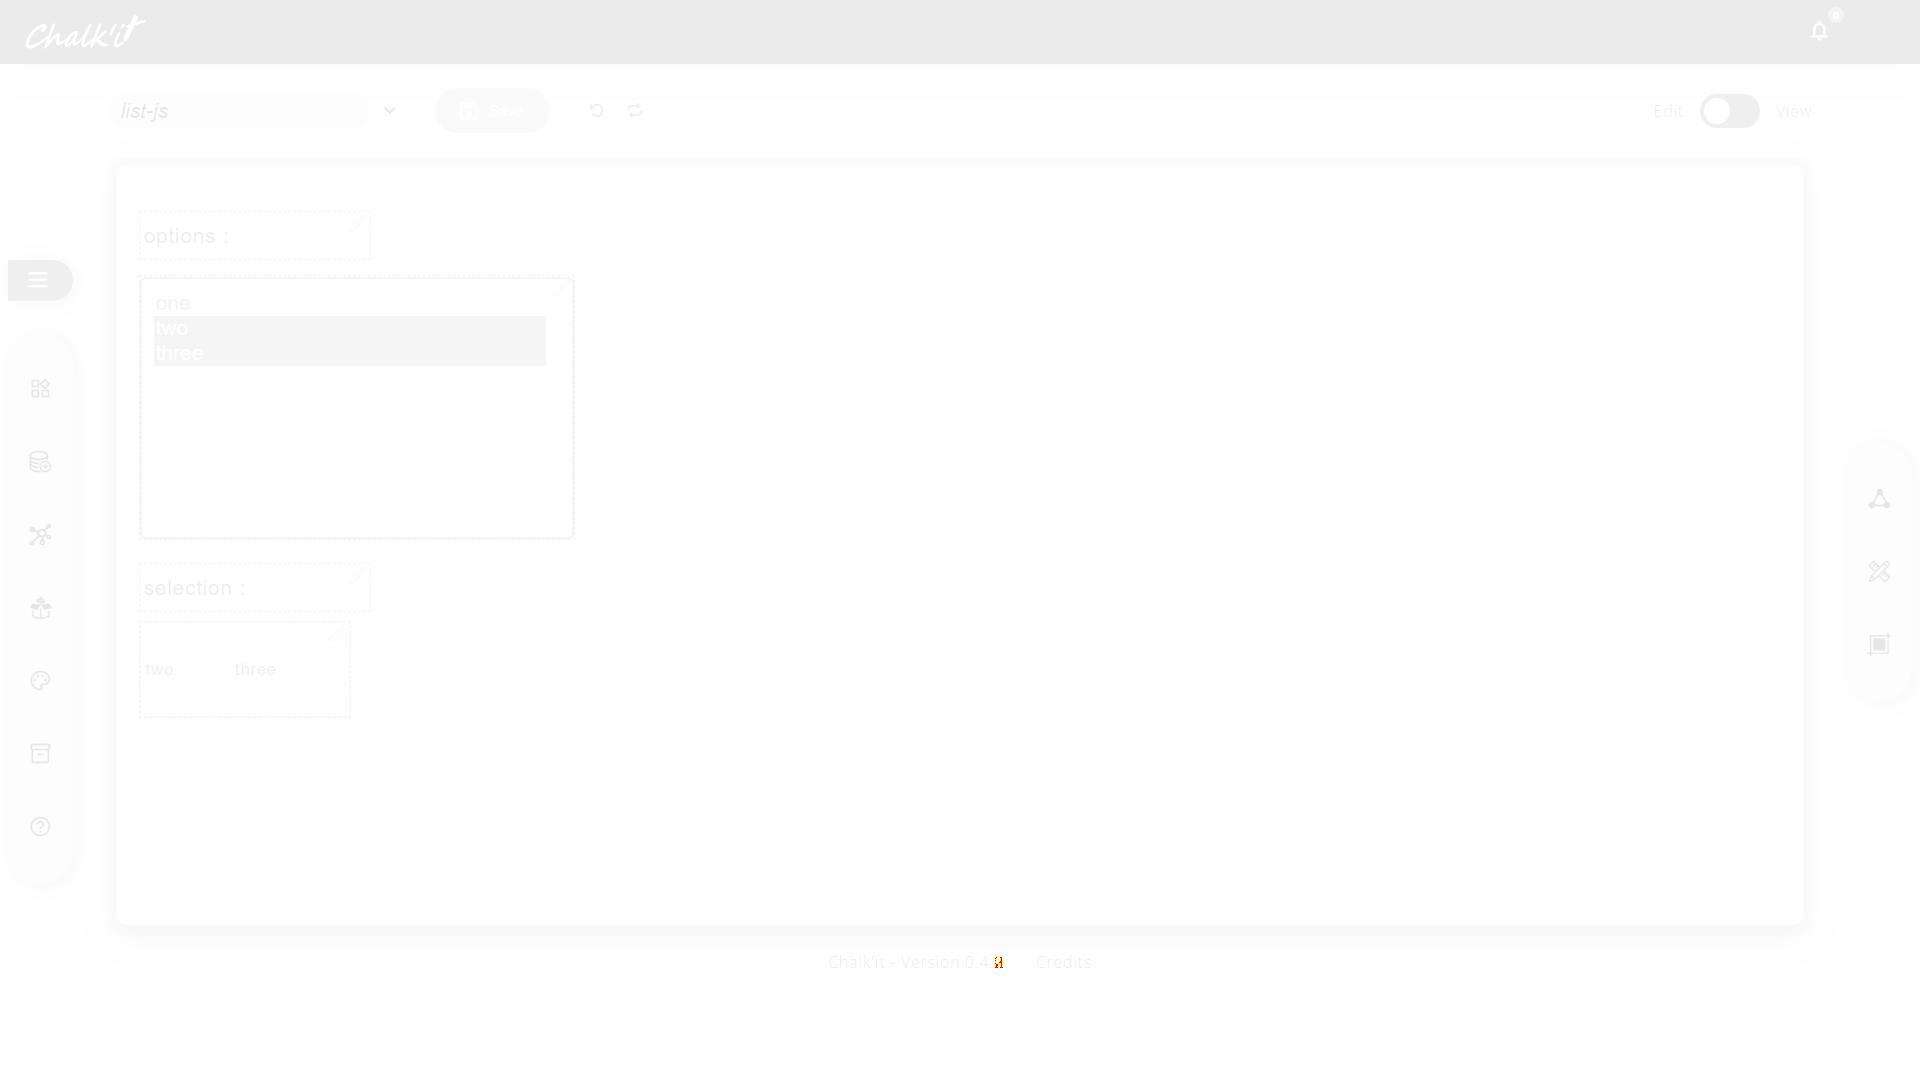 Chalk'it
0
list-js
Save
Edit
View
options :
one
two
three
selection :
two three
Chalk'it - Version 0.4.
Credits